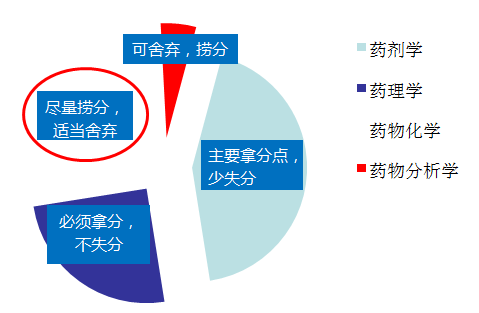 可舍弃，捞分
尽量捞分，
适当舍弃
主要拿分点，
少失分
必须拿分，
不失分
药剂学
药理学
药物化学
药物分析学